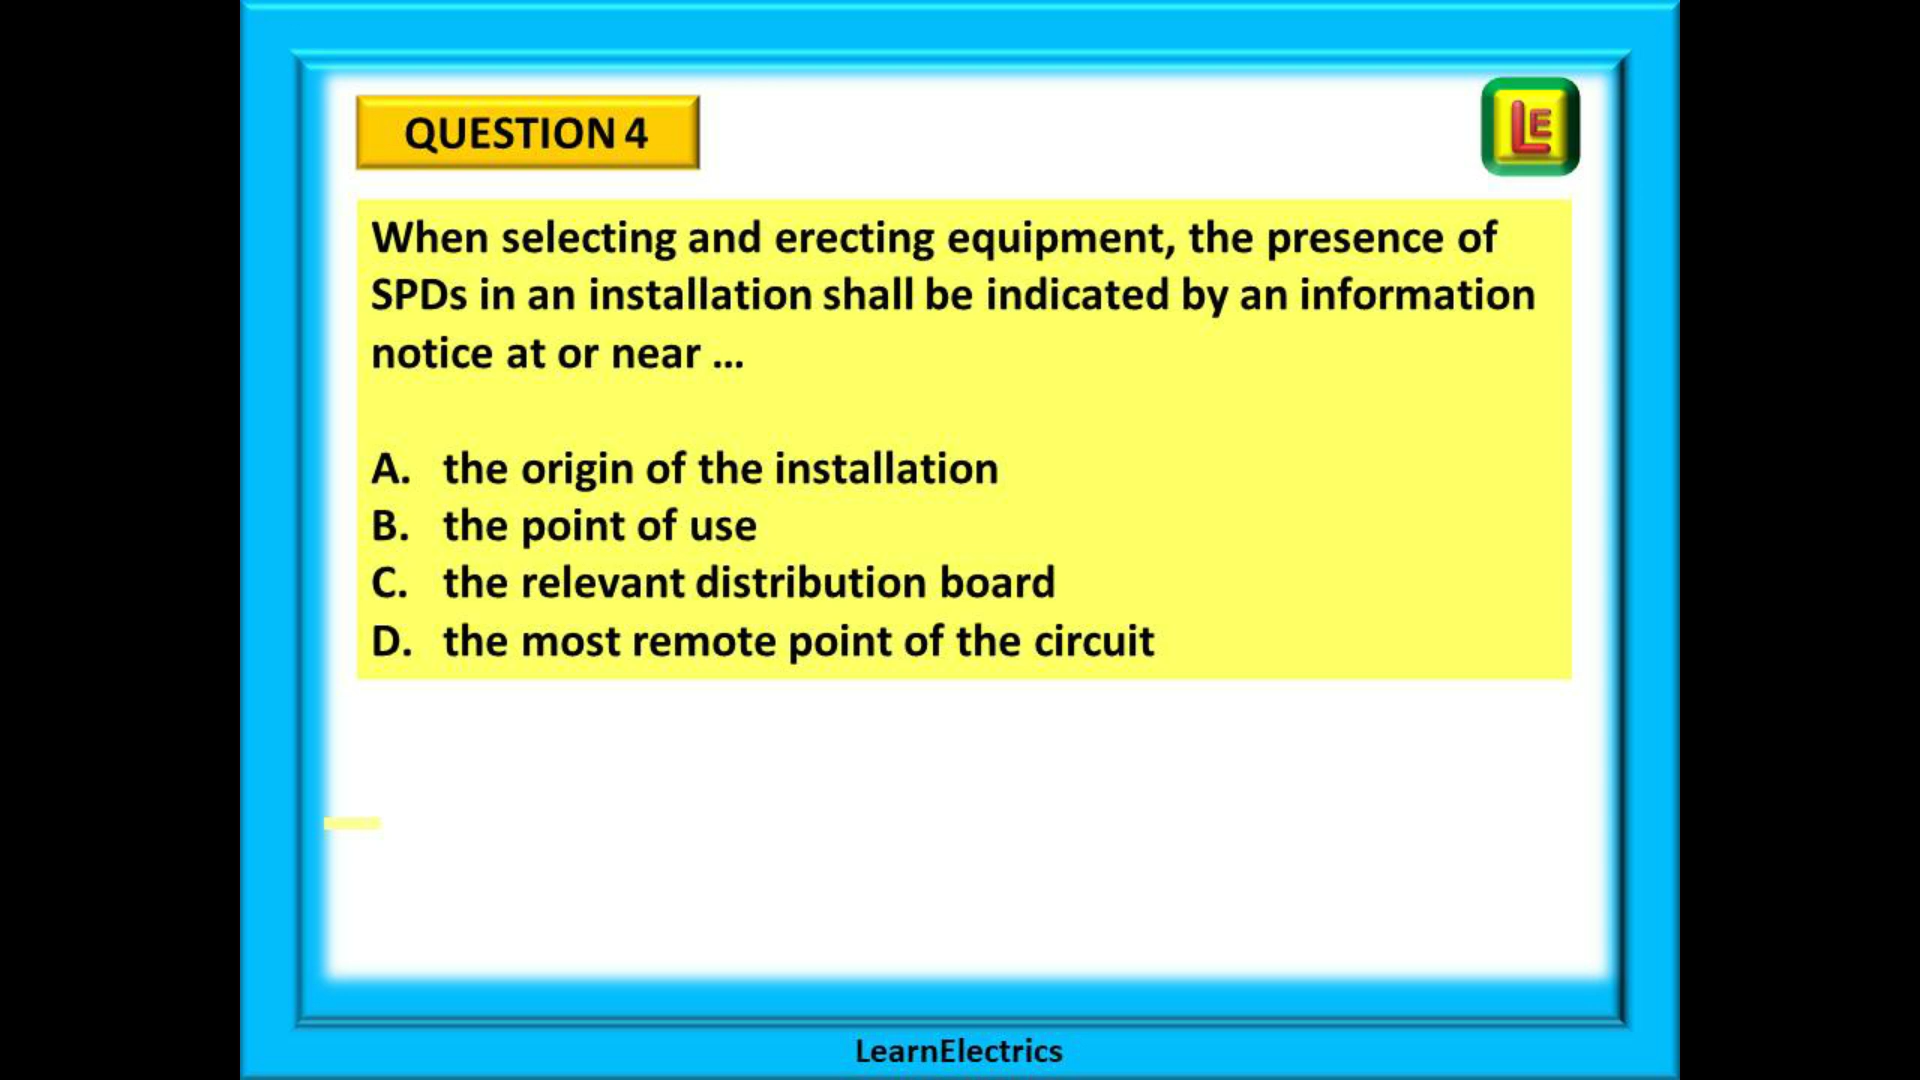 QUESTION 4
LE
When selecting and erecting equipment, the presence of
SPDs in an installation shall be indicated by an information
notice at or near ...
A. the origin of the installation
B. the point of use
C. the relevant distribution board
D. the most remote point of the circuit
LearnElectrics